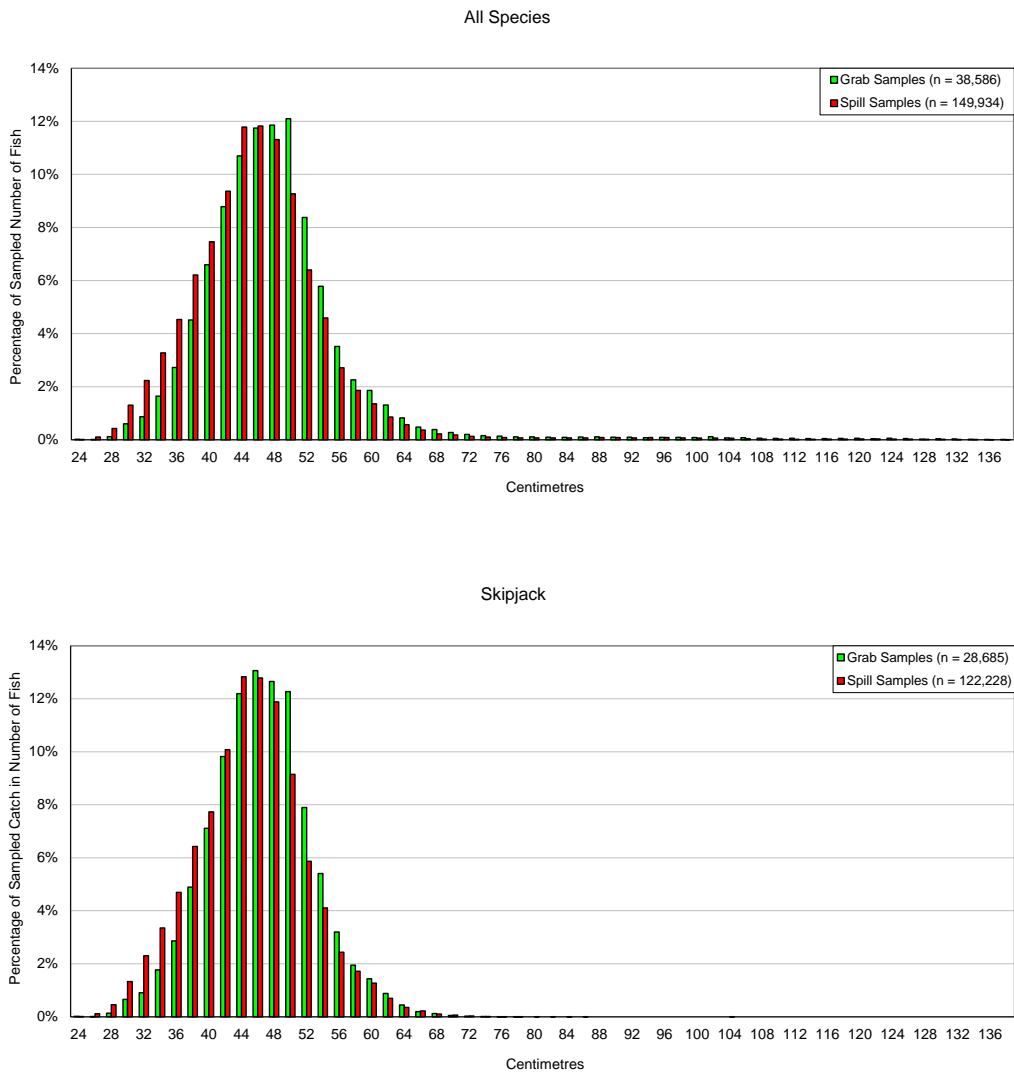 All Species
14%
12%
10%
8%
6%
4%
2%
0%
Percentage of Sampled Number of Fish
Grab Samples (n = 38,586)
Spill Samples (n = 149,934)
24 28 32 36 40 44 48 52 56 60 64 68 72 76 80 84 88 92 96 100 104 108 112 116 120 124 128 132 136
Centimetres
Skipjack
14%
12%
10%
8%
6%
4%
2%
0%
Percentage of Sampled Catch in Number of Fish
Grab Samples (n = 28,685)
Spill Samples (n = 122,228)
24 28 32 36 40 44 48 52 56 60 64 68 72 76 80 84 88 92 96 100 104 108 112 116 120 124 128 132 136
Centimetres